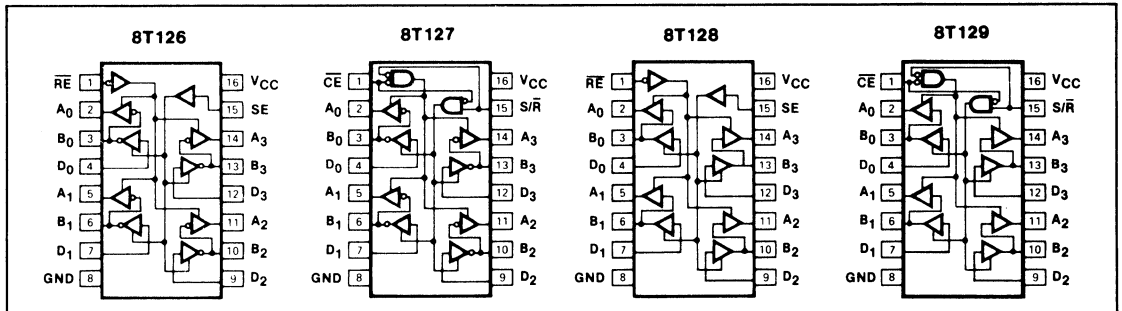 8T126
8T127
8T128
8T129
RE 1 16 VCC
A0 2 15 SE
B0 3 14 A3
D0 4 13 B3
A1 5 12 D3
B1 6 11 A2
D1 7 10 B2
GND 8 9 D2
CE 1 16 VCC
A0 2 15 S/R
B0 3 14 A3
D0 4 13 B3
A1 5 12 D3
B1 6 11 A2
D1 7 10 B2
GND 8 9 D2
RE 1 16 VCC
A0 2 15 SE
B0 3 14 A3
D0 4 13 B3
A1 5 12 D3
B1 6 11 A2
D1 7 10 B2
GND 8 9 D2
CE 1 16 VCC
A0 2 15 S/R
B0 3 14 A3
D0 4 13 B3
A1 5 12 D3
B1 6 11 A2
D1 7 10 B2
GND 8 9 D2